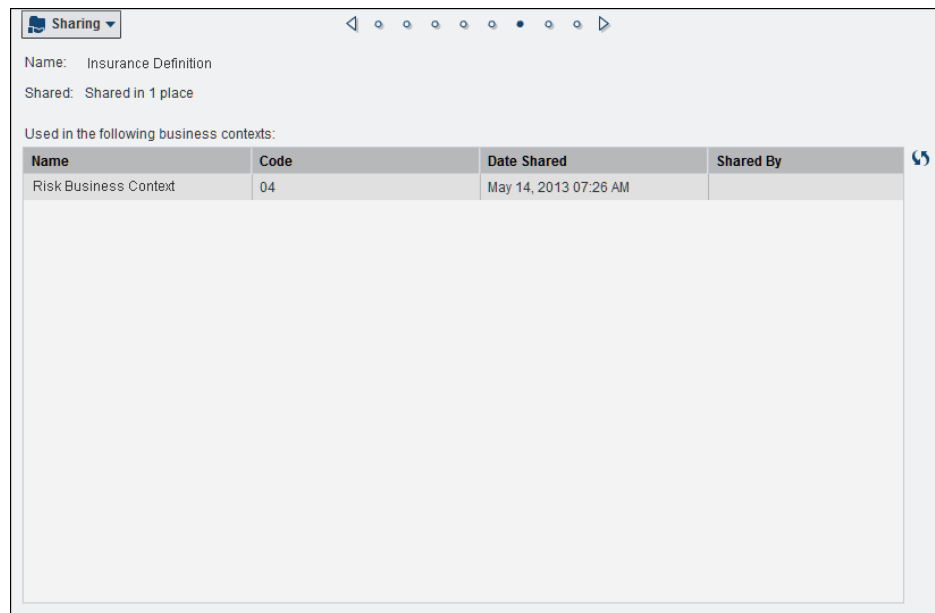 Sharing
Name: Insurance Definition
Shared: Shared in 1 place
Used in the following business contexts:
Name Code Date Shared Shared By
Risk Business Context 04 May 14, 2013 07:26 AM